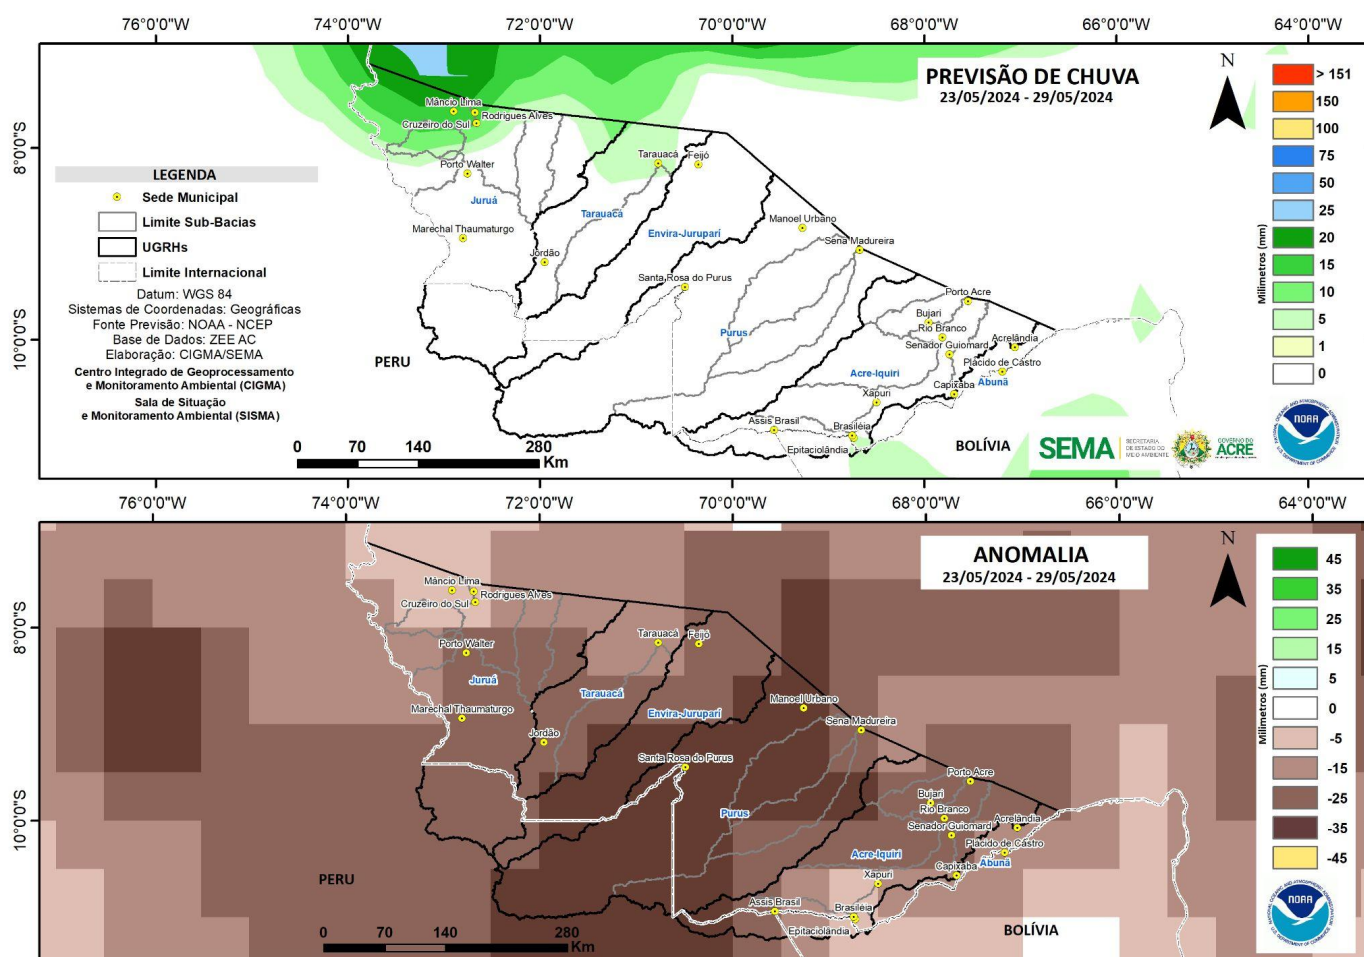 76°0'0"W 74°0'0"W 72°0'0"W 70°0'0"W 68°0'0"W 66°0'0"W 64°0'0"W
PREVISÃO DE CHUVA
23/05/2024 - 29/05/2024
N
8°0'0"S
10°0'0"S
LEGENDA
Sede Municipal
Limite Sub-Bacias
UGRHs
Limite Internacional
Datum: WGS 84
Sistemas de Coordenadas: Geográficas
Fonte Previsão: NOAA - NCEP
Base de Dados: ZEE AC
Elaboração: CIGMA/SEMA
Centro Integrado de Geoprocessamento
e Monitoramento Ambiental (CIGMA)
Sala de Situação
e Monitoramento Ambiental (SISMA)
Mâncio Lima
Rodrigues Alves
Cruzeiro do Sul
Porto Walter
Juruá
Marechal Thaumaturgo
Tarauacá
Feijó
Tarauacá
Jordão
Envira-Jurupari
Manoel Urbano
Sena Madureira
Santa Rosa do Purus
Purus
Porto Acre
Bujari
Rio Branco
Senador Guiomard
Acrelândia
Plácido de Castro
Acre-Iquiri
Abunã
Capixaba
Xapuri
Assis Brasil
Brasiléia
Epitaciolândia
PERU
BOLÍVIA
0 70 140 280
Km
SEMA
SECRETARIA
DE ESTADO DO
MEIO AMBIENTE
GOVERNO DO
ACRE
Milimetros (mm)
> 151
150
100
75
50
25
20
15
10
5
1
0
NOAA
76°0'0"W 74°0'0"W 72°0'0"W 70°0'0"W 68°0'0"W 66°0'0"W 64°0'0"W
ANOMALIA
23/05/2024 - 29/05/2024
N
8°0'0"S
10°0'0"S
Mâncio Lima
Rodrigues Alves
Cruzeiro do Sul
Porto Walter
Juruá
Marechal Thaumaturgo
Tarauacá
Feijó
Tarauacá
Jordão
Envira-Jurupari
Manoel Urbano
Sena Madureira
Santa Rosa do Purus
Purus
Porto Acre
Bujari
Rio Branco
Senador Guiomard
Acrelândia
Plácido de Castro
Acre-Iquiri
Abunã
Capixaba
Xapuri
Assis Brasil
Brasiléia
Epitaciolândia
PERU
BOLÍVIA
0 70 140 280
Km
Milimetros (mm)
45
35
25
15
5
0
-5
-15
-25
-35
-45
NOAA